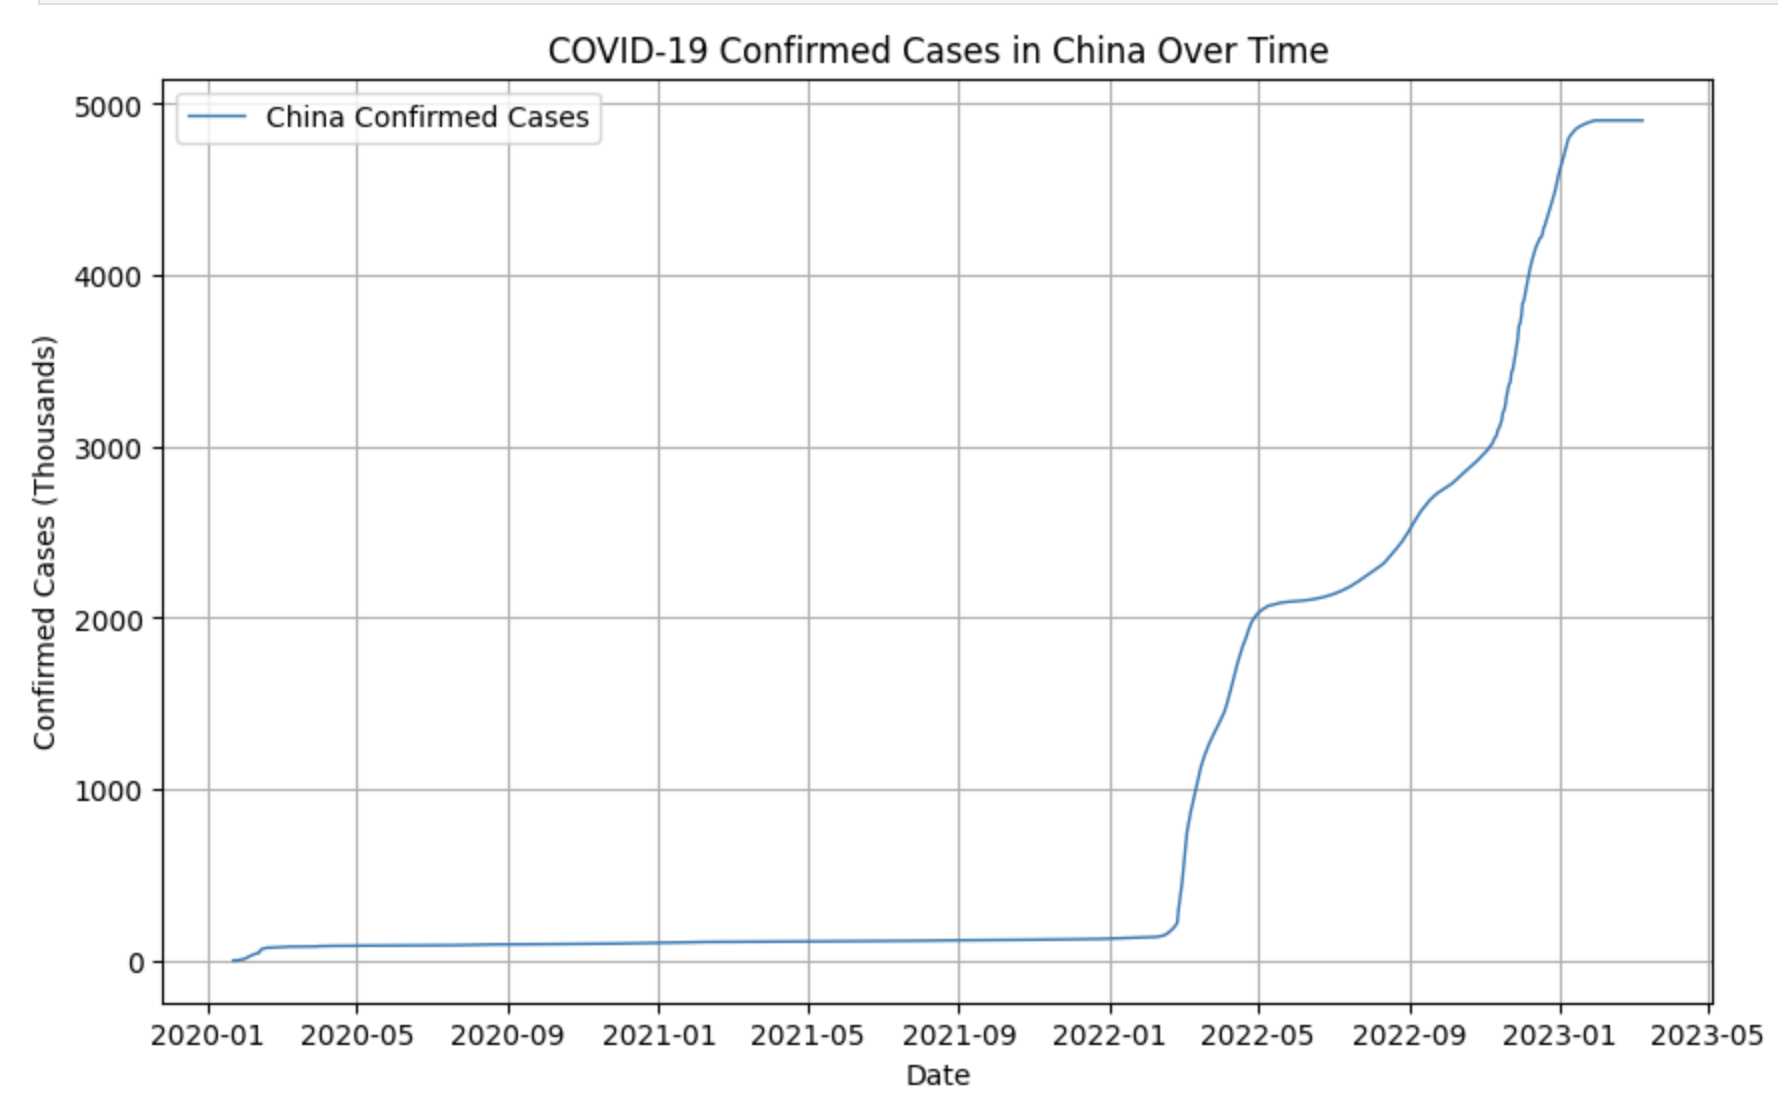 COVID-19 Confirmed Cases in China Over Time
China Confirmed Cases
5000
4000
3000
2000
1000
0
Confirmed Cases (Thousands)
2020-01 2020-05 2020-09 2021-01 2021-05 2021-09 2022-01 2022-05 2022-09 2023-01 2023-05
Date